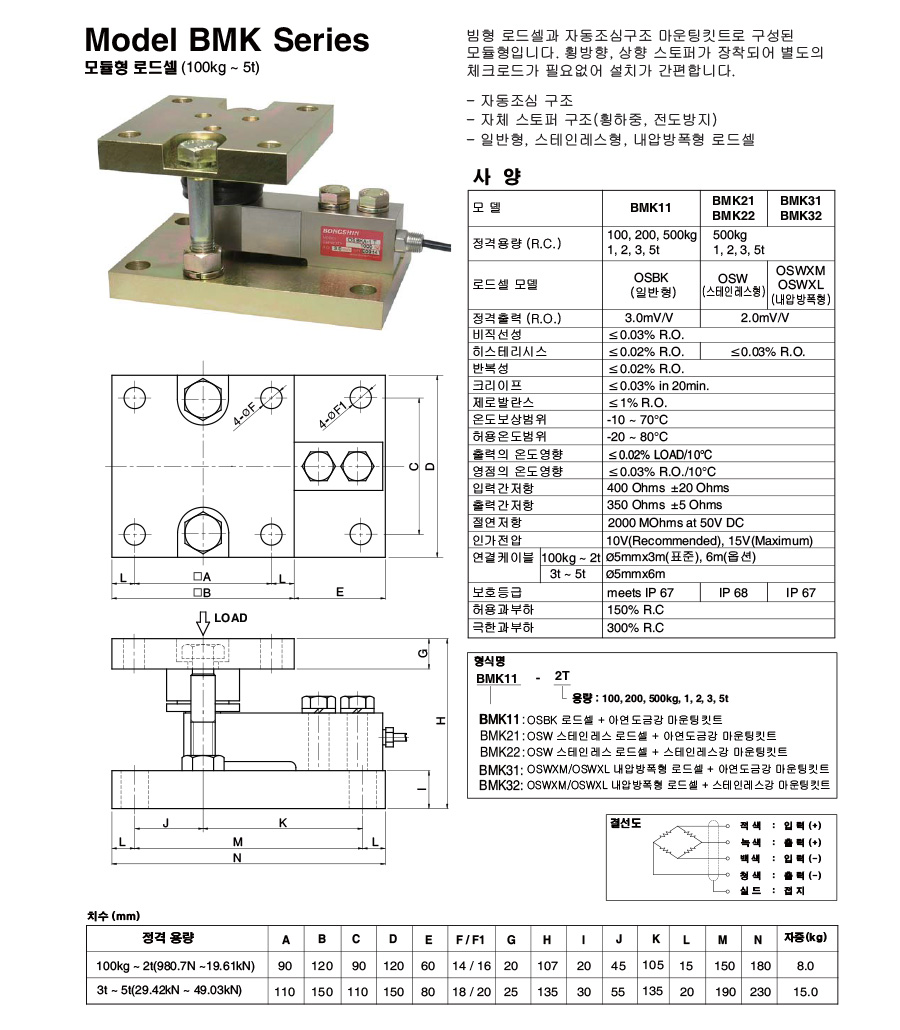 Model BMK Series
모듈형 로드셀 (100kg ~ 5t)
빔형 로드셀과 자동조심구조 마운팅킷트로 구성된
모듈형입니다. 횡방향, 상향 스토퍼가 장착되어 별도의
체크로드가 필요없어 설치가 간편합니다.
– 자동조심 구조
– 자체 스토퍼 구조(횡하중, 전도방지)
– 일반형, 스테인레스형, 내압방폭형 로드셀
BONGSHIN
사 양
모 델 BMK11 BMK21 BMK22 BMK31 BMK32
정격용량 (R.C.) 100, 200, 500kg 1, 2, 3, 5t 500kg 1, 2, 3, 5t
로드셀 모델 OSBK (일반형) OSW (스테인레스형) OSWXM OSWXL (내압방폭형)
정격출력 (R.O.) 3.0mV/V 2.0mV/V
비직선성 ≤0.03% R.O.
히스테리시스 ≤0.02% R.O. ≤0.03% R.O.
반복성 ≤0.02% R.O.
크리이프 ≤0.03% in 20min.
제로발란스 ≤1% R.O.
온도보상범위 -10 ~ 70°C
허용온도범위 -20 ~ 80°C
출력의 온도영향 ≤0.02% LOAD/10°C
영점의 온도영향 ≤0.03% R.O./10°C
입력간저항 400 Ohms ±20 Ohms
출력간저항 350 Ohms ±5 Ohms
절연저항 2000 MOhms at 50V DC
인가전압 10V(Recommended), 15V(Maximum)
연결케이블 100kg ~ 2t ø5mmx3m(표준), 6m(옵션)
3t ~ 5t ø5mmx6m
보호등급 meets IP 67 IP 68 IP 67
허용과부하 150% R.C
극한과부하 300% R.C
4-øF 4-øF1
C D
L □A L
□B E
LOAD
G H I
J K
L M L
N
형식명
BMK11 - 2T
용량 : 100, 200, 500kg, 1, 2, 3, 5t
BMK11 : OSBK 로드셀 + 아연도금강 마운팅킷트
BMK21 : OSW 스테인레스 로드셀 + 아연도금강 마운팅킷트
BMK22 : OSW 스테인레스 로드셀 + 스테인레스강 마운팅킷트
BMK31: OSWXM/OSWXL 내압방폭형 로드셀 + 아연도금강 마운팅킷트
BMK32: OSWXM/OSWXL 내압방폭형 로드셀 + 스테인레스강 마운팅킷트
결선도
적색 : 입력 (+)
녹색 : 출력 (+)
백색 : 입력 (-)
청색 : 출력 (-)
실드 : 접지
치수 (mm)
정격 용량 A B C D E F / F1 G H I J K L M N 자중(kg)
100kg ~ 2t(980.7N ~19.61kN) 90 120 90 120 60 14 / 16 20 107 20 45 105 15 150 180 8.0
3t ~ 5t(29.42kN ~ 49.03kN) 110 150 110 150 80 18 / 20 25 135 30 55 135 20 190 230 15.0